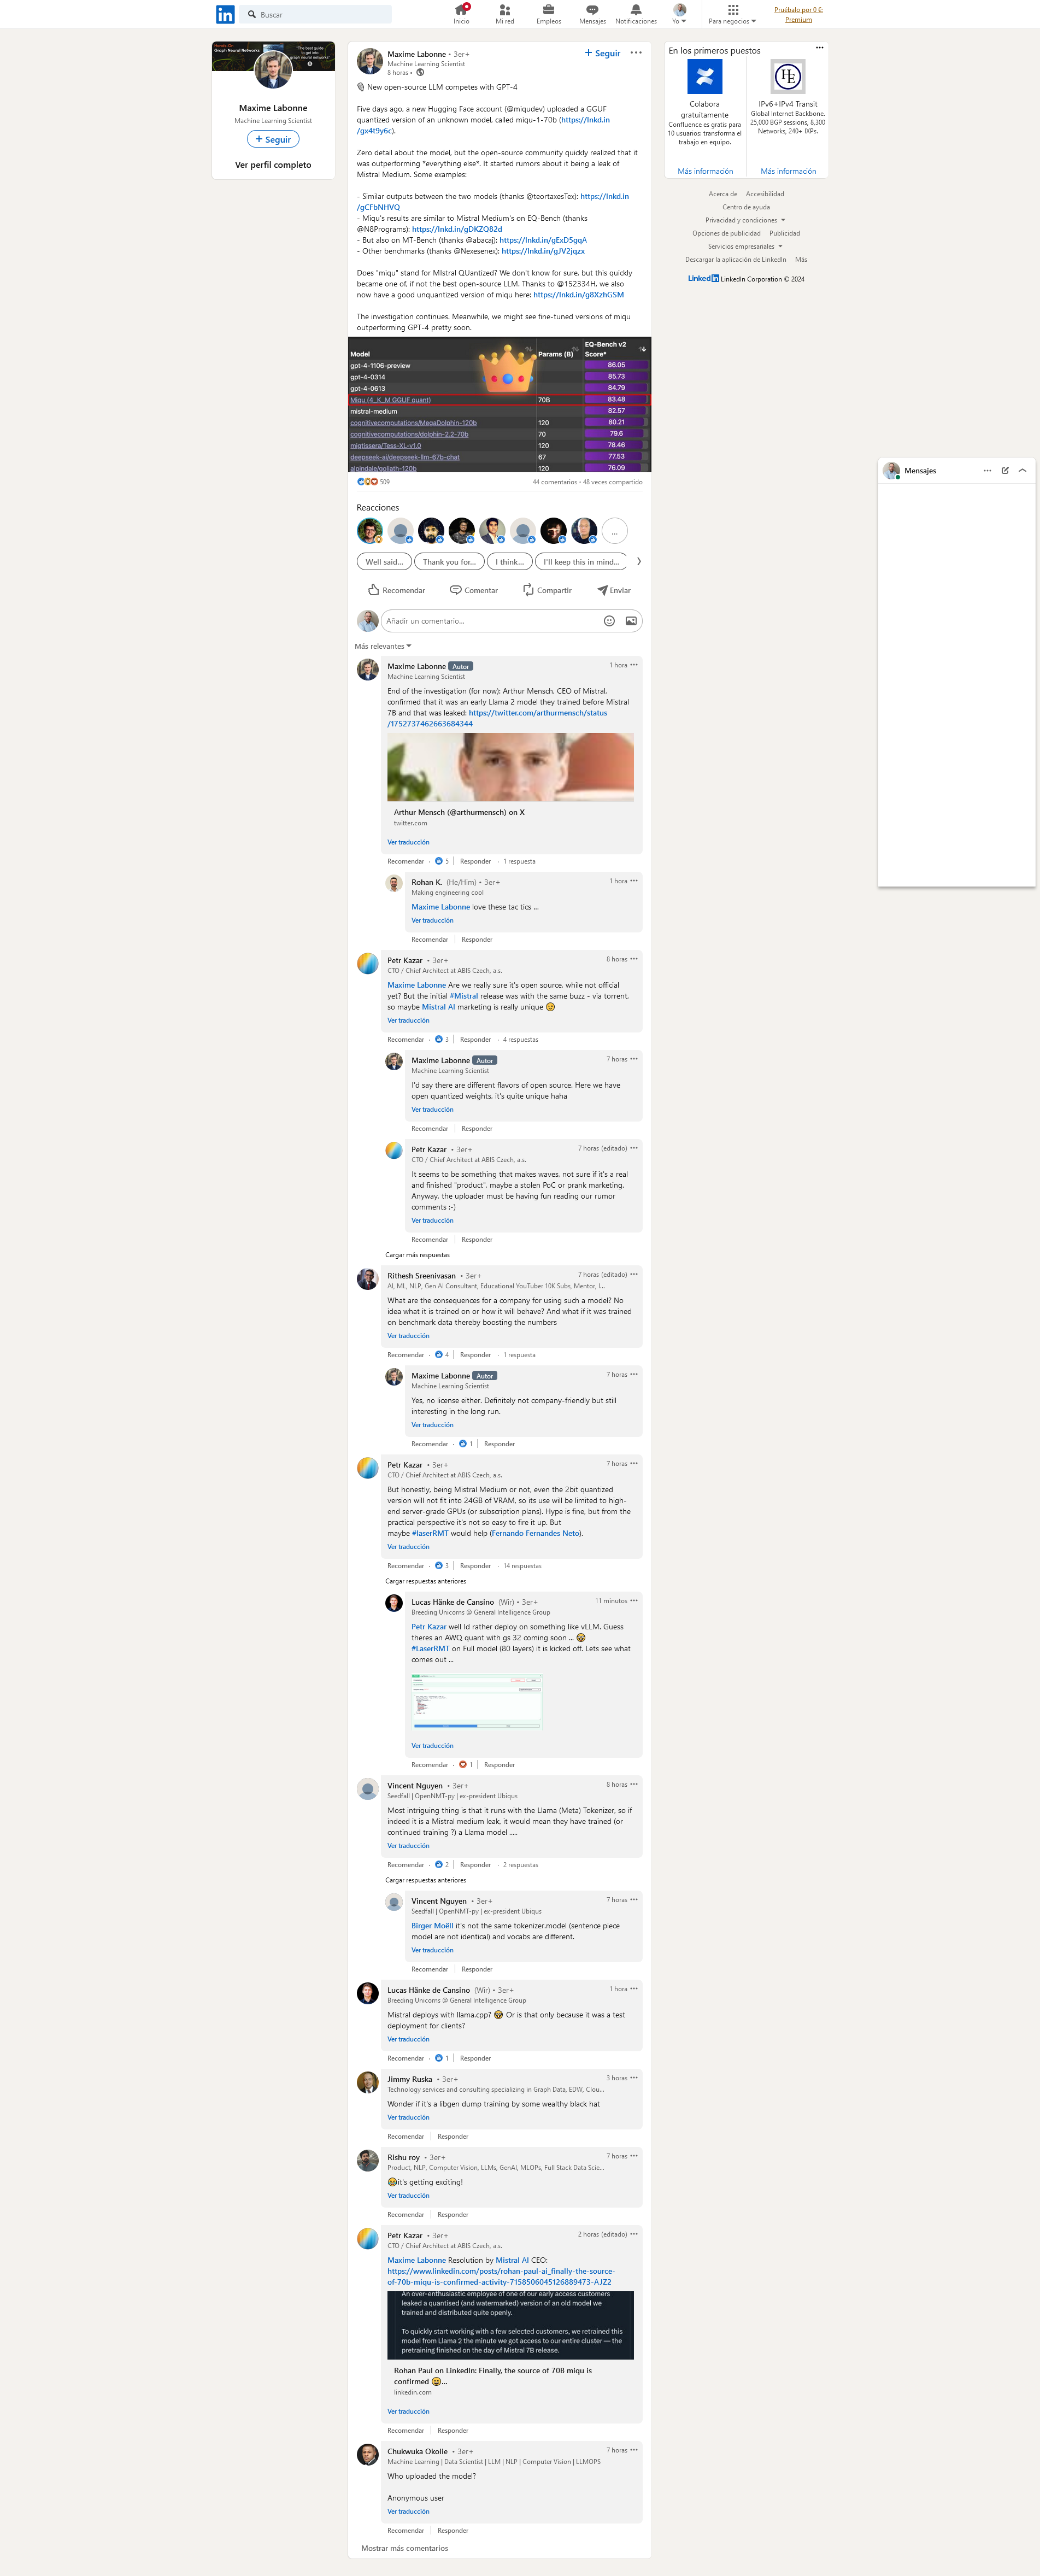 Buscar
Inicio
Mi red
Empleos
Mensajes
Notificaciones
Yo
Para negocios
Pruébalo por 0 €:
Premium
Hands-On
Graph Neural Networks
"The best guide
to get into
graph neural networks"
Maxime Labonne
Machine Learning Scientist
+ Seguir
Ver perfil completo
Maxime Labonne • 3er+
Machine Learning Scientist
8 horas •
+ Seguir
New open-source LLM competes with GPT-4
Five days ago, a new Hugging Face account (@miqudev) uploaded a GGUF
quantized version of an unknown model, called miqu-1-70b (https://lnkd.in
/gx4t9y6c).
Zero detail about the model, but the open-source community quickly realized that it
was outperforming *everything else*. It started rumors about it being a leak of
Mistral Medium. Some examples:
- Similar outputs between the two models (thanks @teortaxesTex): https://lnkd.in
/gCFbNHVQ
- Miqu's results are similar to Mistral Medium's on EQ-Bench (thanks
@N8Programs): https://lnkd.in/gDKZQ82d
- But also on MT-Bench (thanks @abacaj): https://lnkd.in/gExD5gqA
- Other benchmarks (thanks @Nexesenex): https://lnkd.in/gJV2jqzx
Does "miqu" stand for MIstral QUantized? We don't know for sure, but this quickly
became one of, if not the best open-source LLM. Thanks to @152334H, we also
now have a good unquantized version of miqu here: https://lnkd.in/g8XzhGSM
The investigation continues. Meanwhile, we might see fine-tuned versions of miqu
outperforming GPT-4 pretty soon.
Model Params (B) EQ-Bench v2
Score*
gpt-4-1106-preview 86.05
gpt-4-0314 85.73
gpt-4-0613 84.79
Miqu (4_K_M GGUF quant) 70B 83.48
mistral-medium 82.57
cognitivecomputations/MegaDolphin-120b 120 80.21
cognitivecomputations/dolphin-2.2-70b 70 79.6
migtissera/Tess-XL-v1.0 120 78.46
deepseek-ai/deepseek-llm-67b-chat 67 77.53
alpindale/goliath-120b 120 76.09
509
44 comentarios • 48 veces compartido
Reacciones
...
Well said...
Thank you for...
I think...
I'll keep this in mind...
Recomendar
Comentar
Compartir
Enviar
Añadir un comentario...
Más relevantes
Maxime Labonne Autor
1 hora
Machine Learning Scientist
End of the investigation (for now): Arthur Mensch, CEO of Mistral,
confirmed that it was an early Llama 2 model they trained before Mistral
7B and that was leaked: https://twitter.com/arthurmensch/status
/1752737462663684344
Arthur Mensch (@arthurmensch) on X
twitter.com
Ver traducción
Recomendar · 5 | Responder · 1 respuesta
Rohan K. (He/Him) • 3er+
1 hora
Making engineering cool
Maxime Labonne love these tac tics ...
Ver traducción
Recomendar | Responder
Petr Kazar • 3er+
8 horas
CTO / Chief Architect at ABIS Czech, a.s.
Maxime Labonne Are we really sure it's open source, while not official
yet? But the initial #Mistral release was with the same buzz - via torrent,
so maybe Mistral AI marketing is really unique 😉
Ver traducción
Recomendar · 3 | Responder · 4 respuestas
Maxime Labonne Autor
7 horas
Machine Learning Scientist
I'd say there are different flavors of open source. Here we have
open quantized weights, it's quite unique haha
Ver traducción
Recomendar | Responder
Petr Kazar • 3er+
7 horas (editado)
CTO / Chief Architect at ABIS Czech, a.s.
It seems to be something that makes waves, not sure if it's a real
and finished "product", maybe a stolen PoC or prank marketing.
Anyway, the uploader must be having fun reading our rumor
comments :-)
Ver traducción
Recomendar | Responder
Cargar más respuestas
Rithesh Sreenivasan • 3er+
7 horas (editado)
AI, ML, NLP, Gen AI Consultant, Educational YouTuber 10K Subs, Mentor, I...
What are the consequences for a company for using such a model? No
idea what it is trained on or how it will behave? And what if it was trained
on benchmark data thereby boosting the numbers
Ver traducción
Recomendar · 4 | Responder · 1 respuesta
Maxime Labonne Autor
7 horas
Machine Learning Scientist
Yes, no license either. Definitely not company-friendly but still
interesting in the long run.
Ver traducción
Recomendar · 1 | Responder
Petr Kazar • 3er+
7 horas
CTO / Chief Architect at ABIS Czech, a.s.
But honestly, being Mistral Medium or not, even the 2bit quantized
version will not fit into 24GB of VRAM, so its use will be limited to high-
end server-grade GPUs (or subscription plans). Hype is fine, but from the
practical perspective it's not so easy to fire it up. But
maybe #laserRMT would help (Fernando Fernandes Neto).
Ver traducción
Recomendar · 3 | Responder · 14 respuestas
Cargar respuestas anteriores
Lucas Hänke de Cansino (Wir) • 3er+
11 minutos
Breeding Unicorns @ General Intelligence Group
Petr Kazar well Id rather deploy on something like vLLM. Guess
theres an AWQ quant with gs 32 coming soon ... 🤓
#LaserRMT on Full model (80 layers) it is kicked off. Lets see what
comes out ...
Ver traducción
Recomendar · 1 | Responder
Vincent Nguyen • 3er+
8 horas
Seedfall | OpenNMT-py | ex-president Ubiqus
Most intriguing thing is that it runs with the Llama (Meta) Tokenizer, so if
indeed it is a Mistral medium leak, it would mean they have trained (or
continued training ?) a Llama model .....
Ver traducción
Recomendar · 2 | Responder · 2 respuestas
Cargar respuestas anteriores
Vincent Nguyen • 3er+
7 horas
Seedfall | OpenNMT-py | ex-president Ubiqus
Birger Moëll it's not the same tokenizer.model (sentence piece
model are not identical) and vocabs are different.
Ver traducción
Recomendar | Responder
Lucas Hänke de Cansino (Wir) • 3er+
1 hora
Breeding Unicorns @ General Intelligence Group
Mistral deploys with llama.cpp? 🤓 Or is that only because it was a test
deployment for clients?
Ver traducción
Recomendar · 1 | Responder
Jimmy Ruska • 3er+
3 horas
Technology services and consulting specializing in Graph Data, EDW, Clou...
Wonder if it's a libgen dump training by some wealthy black hat
Ver traducción
Recomendar | Responder
Rishu roy • 3er+
7 horas
Product, NLP, Computer Vision, LLMs, GenAI, MLOPs, Full Stack Data Scie...
it's getting exciting!
Ver traducción
Recomendar | Responder
Petr Kazar • 3er+
2 horas (editado)
CTO / Chief Architect at ABIS Czech, a.s.
Maxime Labonne Resolution by Mistral AI CEO:
https://www.linkedin.com/posts/rohan-paul-ai_finally-the-source-
of-70b-miqu-is-confirmed-activity-7158506045126889473-AJZ2
An over-enthusiastic employee of one of our early access customers
leaked a quantised (and watermarked) version of an old model we
trained and distributed quite openly.
To quickly start working with a few selected customers, we retrained this
model from Llama 2 the minute we got access to our entire cluster — the
pretraining finished on the day of Mistral 7B release.
Rohan Paul on LinkedIn: Finally, the source of 70B miqu is
confirmed ...
linkedin.com
Ver traducción
Recomendar | Responder
Chukwuka Okolie • 3er+
7 horas
Machine Learning | Data Scientist | LLM | NLP | Computer Vision | LLMOPS
Who uploaded the model?
Anonymous user
Ver traducción
Recomendar | Responder
Mostrar más comentarios
En los primeros puestos
Colabora
gratuitamente
Confluence es gratis para
10 usuarios: transforma el
trabajo en equipo.
Más información
HE
IPv6+IPv4 Transit
Global Internet Backbone.
25,000 BGP sessions, 8,300
Networks, 240+ IXPs.
Más información
Acerca de
Accesibilidad
Centro de ayuda
Privacidad y condiciones
Opciones de publicidad
Publicidad
Servicios empresariales
Descargar la aplicación de LinkedIn
Más
LinkedIn LinkedIn Corporation © 2024
Mensajes